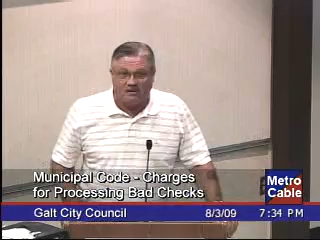 Municipal Code - Charges
for Processing Bad Checks
Metro
Cable
Galt City Council
8/3/09
7:34 PM